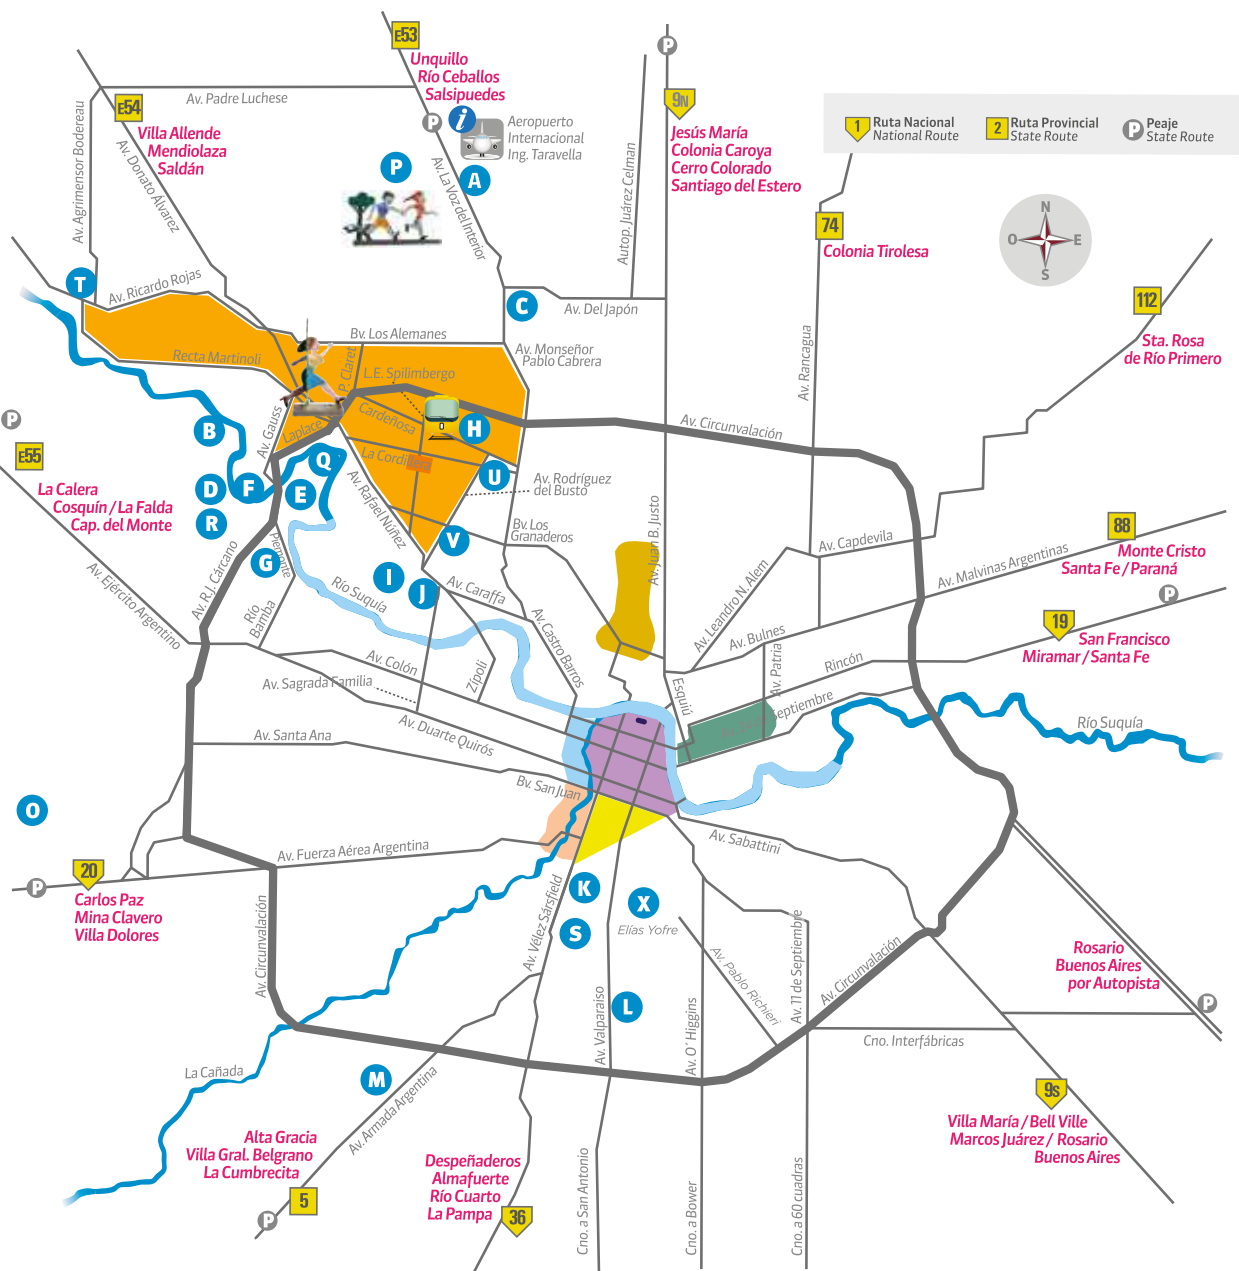 E53
Unquillo
Río Ceballos
Salsipuedes
P
9N
Jesús María
Colonia Caroya
Cerro Colorado
Santiago del Estero
1
Ruta Nacional
National Route
2
Ruta Provincial
State Route
P
Peaje
State Route
Av. Padre Luchese
E54
Villa Allende
Mendiolaza
Saldán
P
i
Aeropuerto
Internacional
Ing. Taravella
P
A
Av. Agrimensor Bodereau
Av. Donato Álvarez
Av. La Voz del Interior
Autop. Juárez Celman
74
Colonia Tirolesa
N
O
E
S
T
Av. Ricardo Rojas
C
Av. Del Japón
112
Sta. Rosa
de Río Primero
Bv. Los Alemanes
Av. Monseñor
Pablo Cabrera
Recta Martinoli
P. Claret
L.E. Spilimbergo
Av. Rancagua
P
B
Av. Gauss
Laplace
Cardeñosa
H
Av. Circunvalación
E55
La Calera
Cosquín / La Falda
Cap. del Monte
La Cordillera
Q
D
F
E
R
U
Av. Rodríguez
del Busto
Av. Rafael Núñez
Av. Juan B. Justo
V
Bv. Los
Granaderos
Av. Capdevila
88
Monte Cristo
Santa Fe / Paraná
Av. Malvinas Argentinas
P
Av. R.J. Cárcano
Piemonte
G
I
J
Río Suquía
Av. Caraffa
Av. Ejército Argentino
Río
Bamba
Av. Castro Barros
Av. Leandro N. Alem
Av. Bulnes
19
San Francisco
Miramar / Santa Fe
Av. Colón
Zípoli
Av. Sagrada Familia
Esquiú
Av. Patria
Rincón
Septiembre
Río Suquía
Av. Santa Ana
Av. Duarte Quirós
Bv. San Juan
O
Av. Sabattini
Av. Fuerza Aérea Argentina
P
20
Carlos Paz
Mina Clavero
Villa Dolores
Av. Circunvalación
Av. Vélez Sársfield
K
X
Elías Yofre
S
Av. Pablo Richieri
Av. 11 de Septiembre
Av. Circunvalación
Rosario
Buenos Aires
por Autopista
P
L
Av. Valparaiso
Av. O´ Higgins
Cno. Interfábricas
La Cañada
M
Av. Armada Argentina
9S
Villa María / Bell Ville
Marcos Juárez / Rosario
Buenos Aires
Alta Gracia
Villa Gral. Belgrano
La Cumbrecita
5
P
Despeñaderos
Almafuerte
Río Cuarto
La Pampa
36
Cno. a San Antonio
Cno. a Bower
Cno. a 60 cuadras